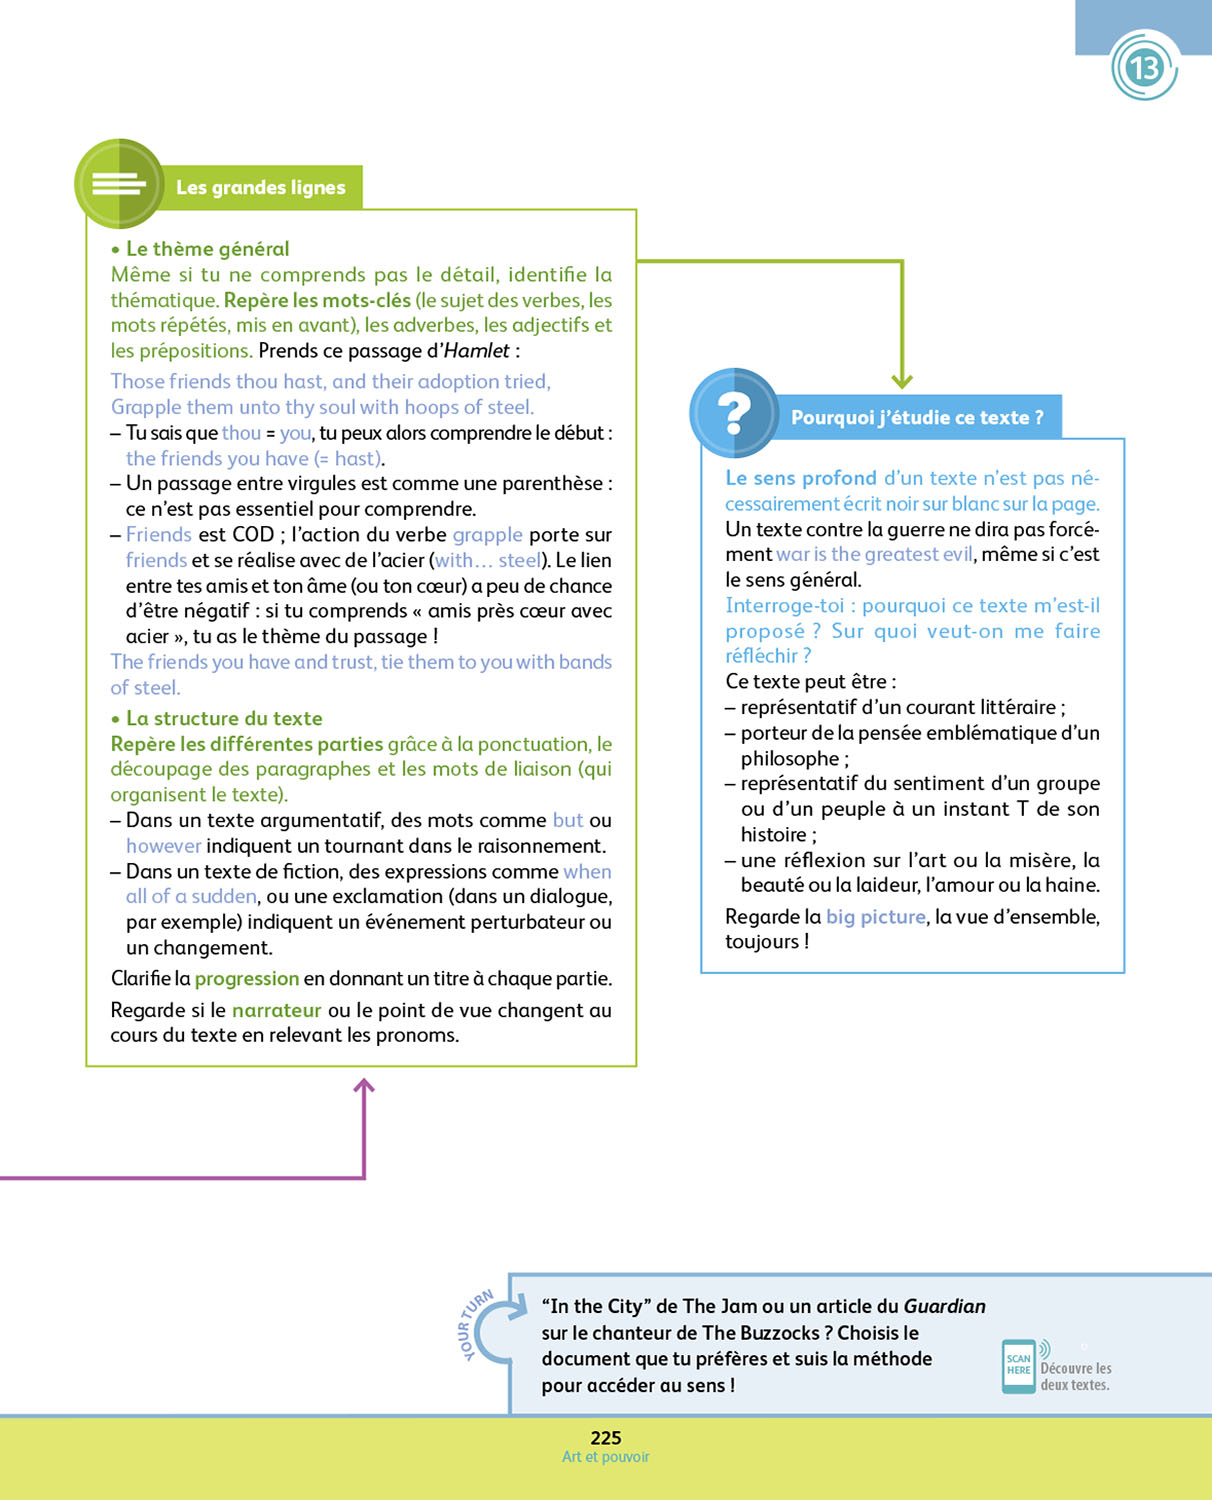 13
Les grandes lignes
• Le thème général
Même si tu ne comprends pas le détail, identifie la
thématique. Repère les mots-clés (le sujet des verbes, les
mots répétés, mis en avant), les adverbes, les adjectifs et
les prépositions. Prends ce passage d’Hamlet :
Those friends thou hast, and their adoption tried,
Grapple them unto thy soul with hoops of steel.
– Tu sais que thou = you, tu peux alors comprendre le début :
the friends you have (= hast).
– Un passage entre virgules est comme une parenthèse :
ce n’est pas essentiel pour comprendre.
– Friends est COD ; l’action du verbe grapple porte sur
friends et se réalise avec de l’acier (with… steel). Le lien
entre tes amis et ton âme (ou ton cœur) a peu de chance
d’être négatif : si tu comprends « amis près cœur avec
acier », tu as le thème du passage !
The friends you have and trust, tie them to you with bands
of steel.
• La structure du texte
Repère les différentes parties grâce à la ponctuation, le
découpage des paragraphes et les mots de liaison (qui
organisent le texte).
– Dans un texte argumentatif, des mots comme but ou
however indiquent un tournant dans le raisonnement.
– Dans un texte de fiction, des expressions comme when
all of a sudden, ou une exclamation (dans un dialogue,
par exemple) indiquent un événement perturbateur ou
un changement.
Clarifie la progression en donnant un titre à chaque partie.
Regarde si le narrateur ou le point de vue changent au
cours du texte en relevant les pronoms.
?
Pourquoi j’étudie ce texte ?
Le sens profond d’un texte n’est pas né-
cessairement écrit noir sur blanc sur la page.
Un texte contre la guerre ne dira pas forcé-
ment war is the greatest evil, même si c’est
le sens général.
Interroge-toi : pourquoi ce texte m’est-il
proposé ? Sur quoi veut-on me faire
réfléchir ?
Ce texte peut être :
– représentatif d’un courant littéraire ;
– porteur de la pensée emblématique d’un
philosophe ;
– représentatif du sentiment d’un groupe
ou d’un peuple à un instant T de son
histoire ;
– une réflexion sur l’art ou la misère, la
beauté ou la laideur, l’amour ou la haine.
Regarde la big picture, la vue d’ensemble,
toujours !
YOUR TURN
“In the City” de The Jam ou un article du Guardian
sur le chanteur de The Buzzocks ? Choisis le
document que tu préfères et suis la méthode
pour accéder au sens !
SCAN
HERE
Découvre les
deux textes.
225
Art et pouvoir